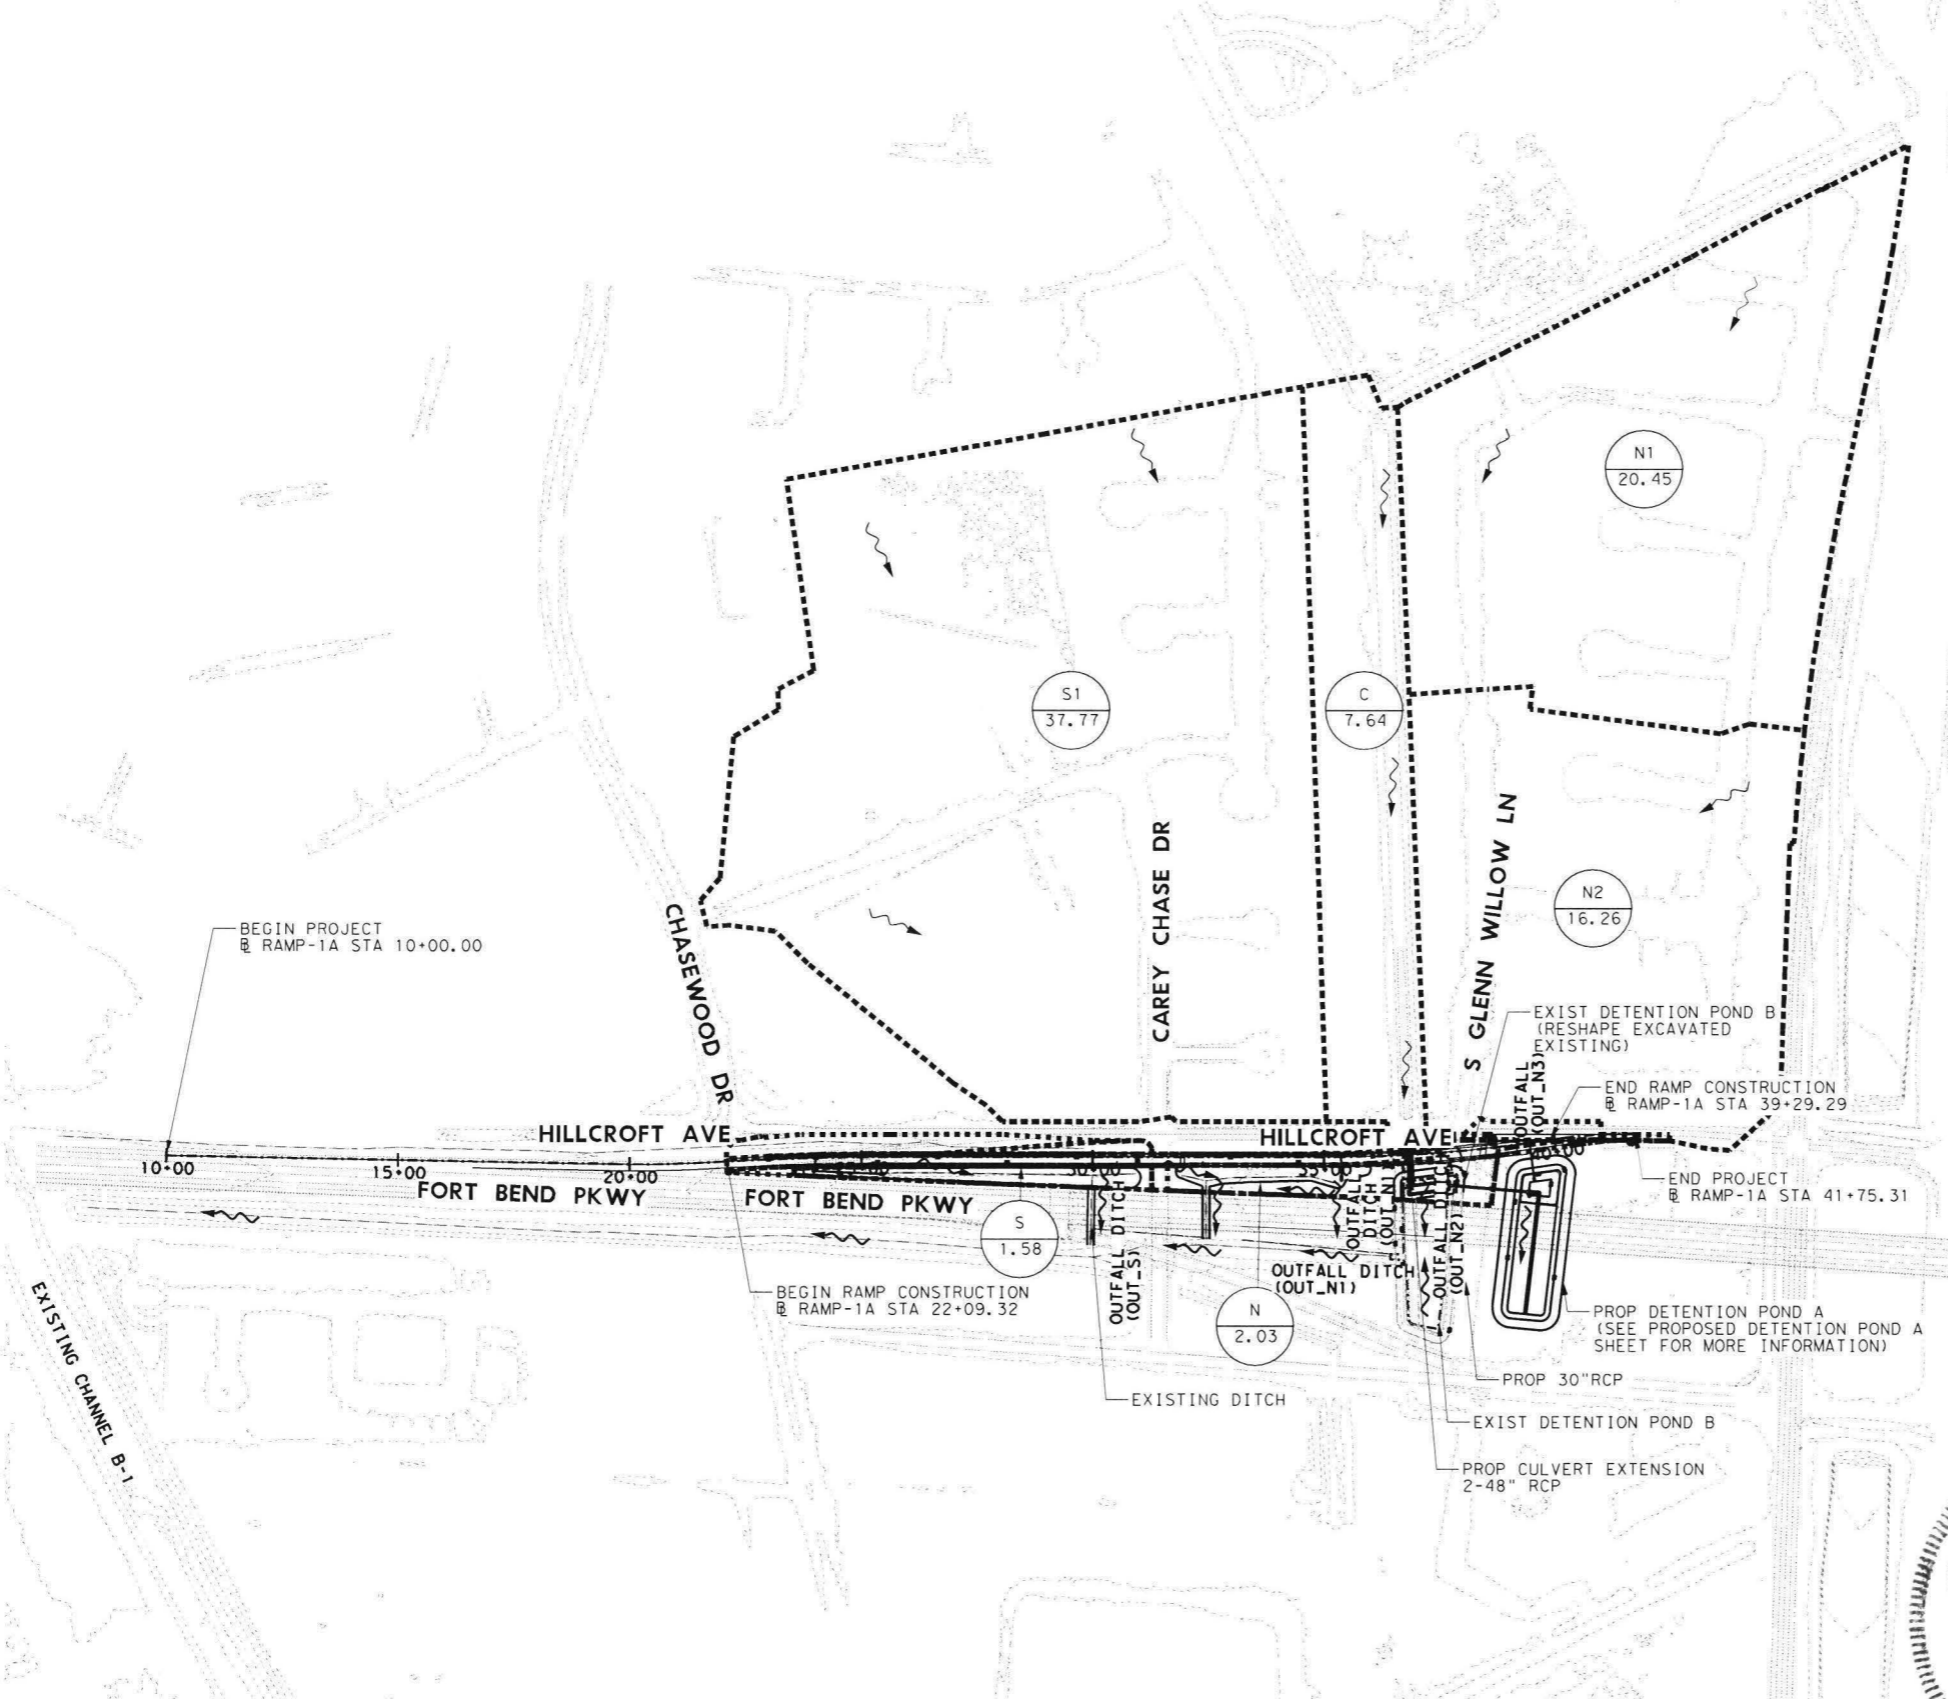 N1
20.45
S1
37.77
C
7.64
N2
16.26
CAREY CHASE DR
S GLENN WILLOW LN
CHASEWOOD DR
BEGIN PROJECT
B RAMP-1A STA 10+00.00
EXIST DETENTION POND B
(RESHAPE EXCAVATED
EXISTING)
OUTFALL
(OUT_N3)
END RAMP CONSTRUCTION
B RAMP-1A STA 39+29.29
HILLCROFT AVE
HILLCROFT AVE
10+00
15+00
20+00
FORT BEND PKWY
FORT BEND PKWY
END PROJECT
B RAMP-1A STA 41+75.31
S
1.58
OUTFALL DITCH
(OUT_S)
OUTFALL
DITCH
(OUT_N1)
OUTFALL DITCH
(OUT_N2)
OUTFALL DITCH
(OUT_N1)
BEGIN RAMP CONSTRUCTION
B RAMP-1A STA 22+09.32
N
2.03
PROP DETENTION POND A
(SEE PROPOSED DETENTION POND A
SHEET FOR MORE INFORMATION)
PROP 30"RCP
EXISTING DITCH
EXIST DETENTION POND B
PROP CULVERT EXTENSION
2-48" RCP
EXISTING CHANNEL B-1